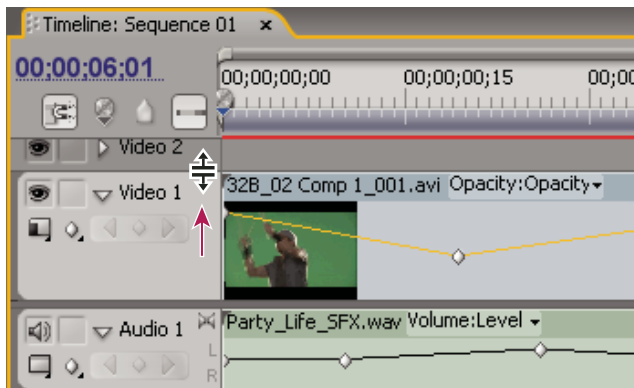 Timeline: Sequence 01 x
00;00;06;01
00;00;00;00 00;00;00;15 00;00
Video 2
Video 1
32B_02 Comp 1_001.avi Opacity:Opacity
Audio 1
Party_Life_SFX.wav Volume:Level
L
R